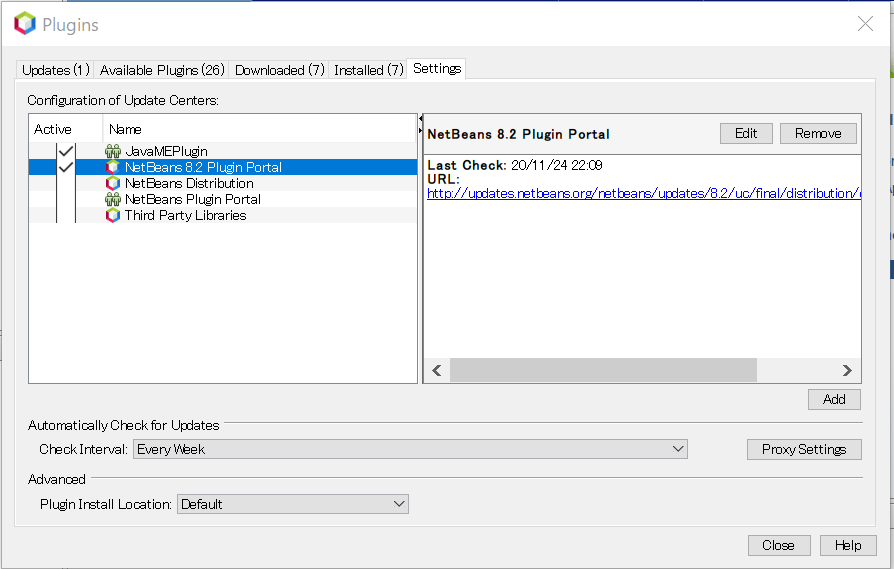 Plugins
Updates (1) Available Plugins (26) Downloaded (7) Installed (7) Settings
Configuration of Update Centers:
Active Name
JavaMEPlugin
NetBeans 8.2 Plugin Portal
NetBeans Distribution
NetBeans Plugin Portal
Third Party Libraries
NetBeans 8.2 Plugin Portal Edit Remove
Last Check: 20/11/24 22:09
URL:
http://updates.netbeans.org/netbeans/updates/8.2/uc/final/distribution/
Add
Automatically Check for Updates
Check Interval: Every Week Proxy Settings
Advanced
Plugin Install Location: Default
Close Help